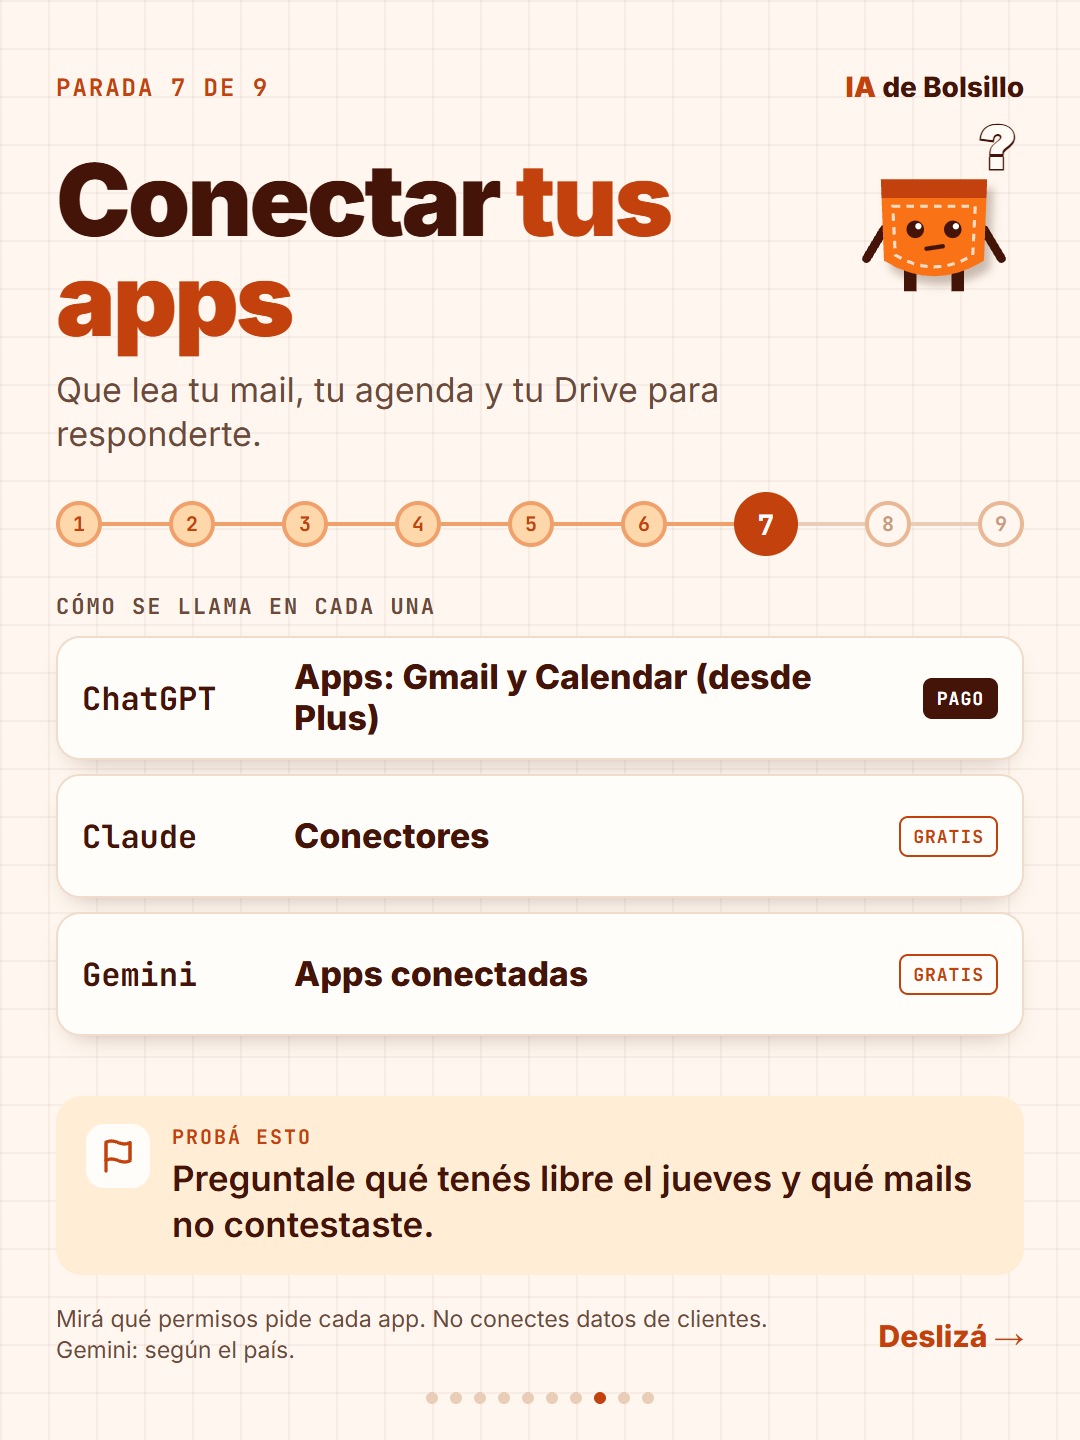 PARADA 7 DE 9
IA de Bolsillo
?
Conectar tus
apps
Que lea tu mail, tu agenda y tu Drive para
responderte.
1 2 3 4 5 6 7 8 9
CÓMO SE LLAMA EN CADA UNA
ChatGPT
Apps: Gmail y Calendar (desde
Plus)
PAGO
Claude
Conectores
GRATIS
Gemini
Apps conectadas
GRATIS
PROBÁ ESTO
Preguntale qué tenés libre el jueves y qué mails
no contestaste.
Mirá qué permisos pide cada app. No conectes datos de clientes.
Gemini: según el país.
Deslizá →